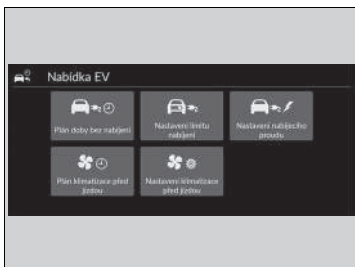 Nabídka EV
Plán doby bez nabíjení
Nastavení limitu
nabíjení
Nastavení nabíjecího
proudu
Plán klimatizace před
jízdou
Nastavení klimatizace
před jízdou